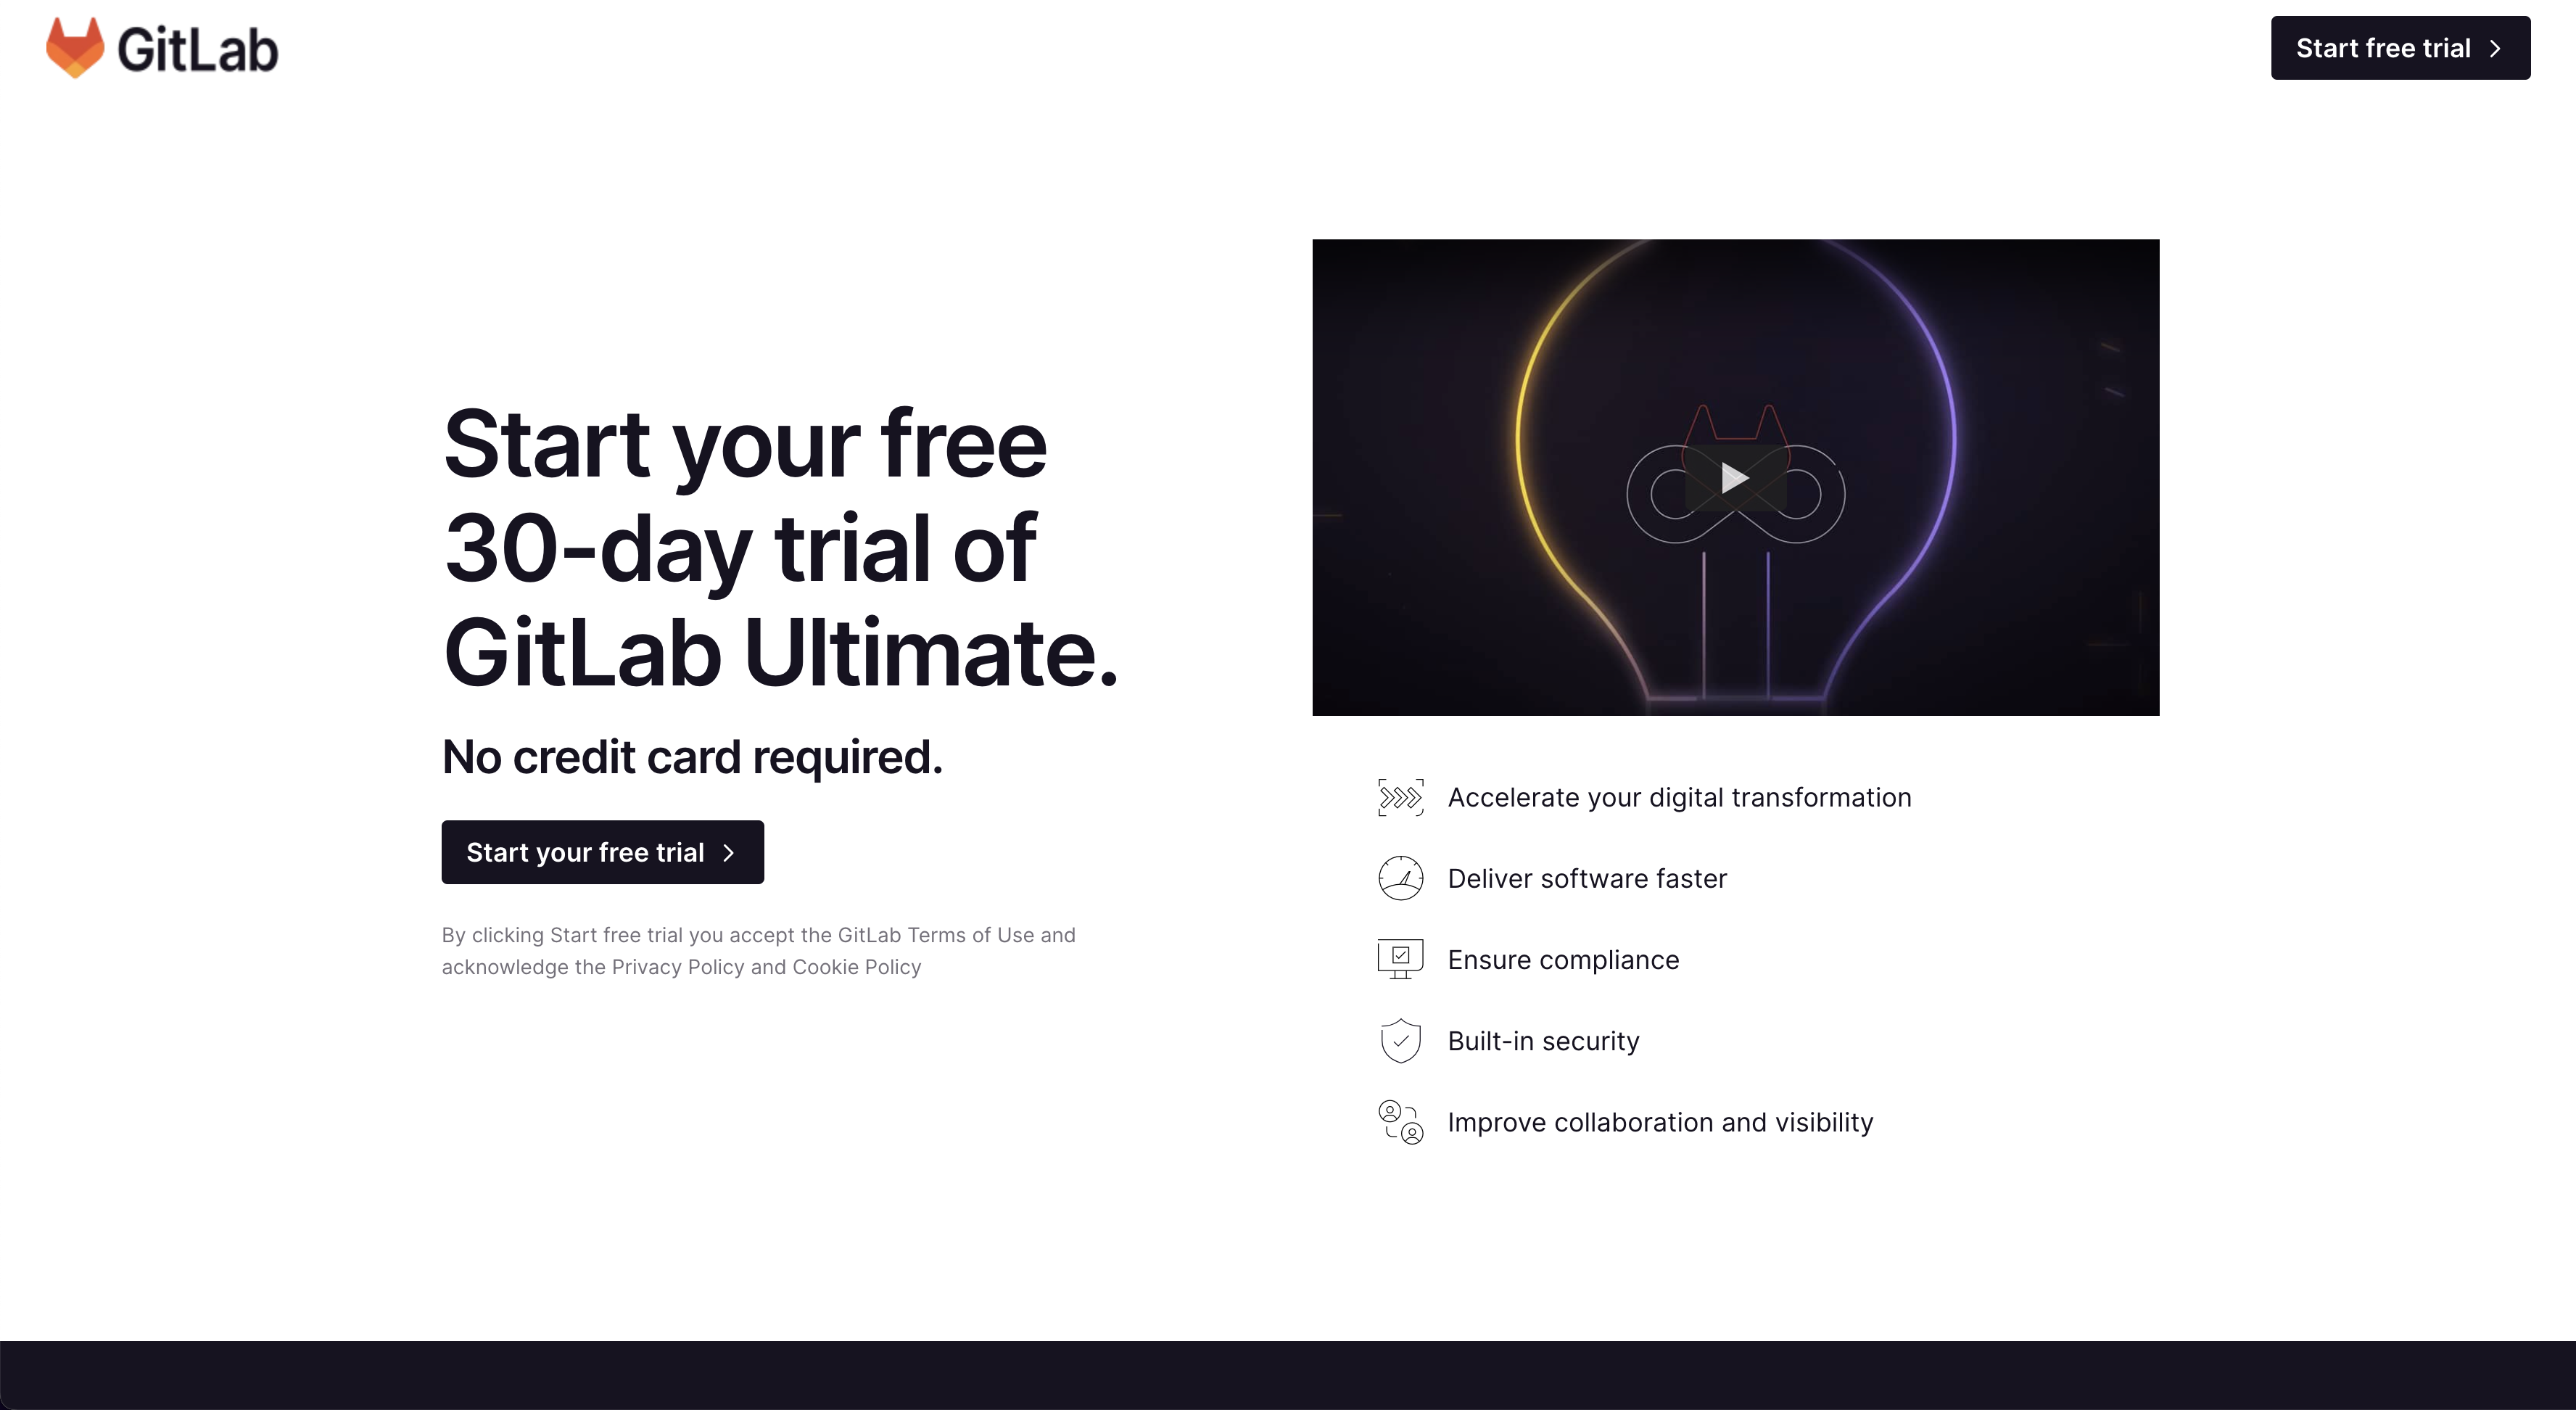 GitLab
Start free trial
Start your free
30-day trial of
GitLab Ultimate.
No credit card required.
Start your free trial
By clicking Start free trial you accept the GitLab Terms of Use and
acknowledge the Privacy Policy and Cookie Policy
Accelerate your digital transformation
Deliver software faster
Ensure compliance
Built-in security
Improve collaboration and visibility